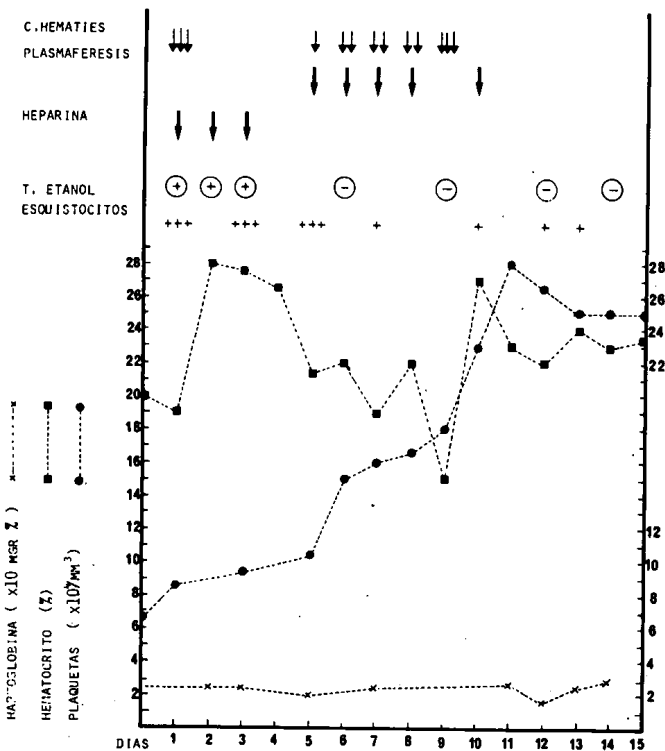 C.HEMATIES
PLASMAFERESIS
HEPARINA
T. ETANOL
+ + + - - - -
ESQUISTOCITOS
+++ +++ +++ + + + +
28
26
24
22
20
18
16
14
12
10
8
6
4
2
28
26
24
22
12
10
8
6
4
2
DIAS 1 2 3 4 5 6 7 8 9 10 11 12 13 14 15
( x10 MGR %)
HEMATOCRITO (%)
PLAQUETAS ( MM3)